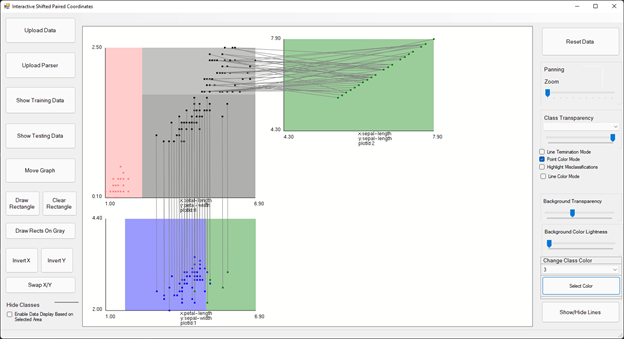 Interactive Shifted Paired Coordinates
Upload Data
Upload Parser
Show Training Data
Show Testing Data
Move Graph
Draw
Rectangle
Clear
Rectangle
Draw Rects On Gray
Invert X
Invert Y
Swap X/Y
Hide Classes
Enable Data Display Based on
Selected Area
2.50
0.10
1.00
6.90
x:petal-length
y:petal-width
plotId:0
7.90
4.30
4.30
7.90
x:sepal-length
y:sepal-length
plotId:2
4.40
2.00
1.00
6.90
x:petal-length
y:sepal-width
plotId:1
Reset Data
Panning
Zoom
Class Transparency
Line Termination Mode
Point Color Mode
Highlight Misclassifications
Line Color Mode
Background Transparency
Background Color Lightness
Change Class Color
3
Select Color
Show/Hide Lines